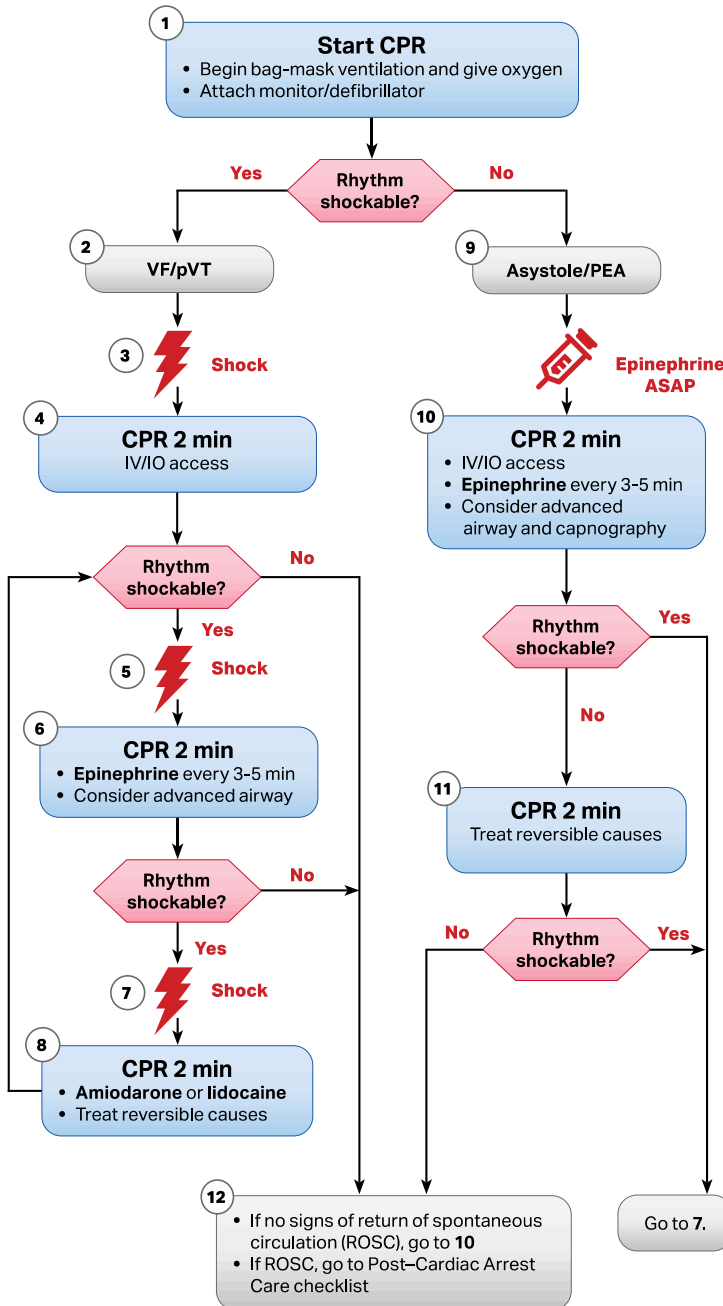 1
Start CPR
• Begin bag-mask ventilation and give oxygen
• Attach monitor/defibrillator
Rhythm
shockable?
Yes
No
2
VF/pVT
9
Asystole/PEA
3
Shock
Epinephrine
ASAP
4
CPR 2 min
IV/IO access
10
CPR 2 min
• IV/IO access
• Epinephrine every 3-5 min
• Consider advanced
airway and capnography
Rhythm
shockable?
No
Yes
5
Shock
Rhythm
shockable?
Yes
No
6
CPR 2 min
• Epinephrine every 3-5 min
• Consider advanced airway
11
CPR 2 min
Treat reversible causes
Rhythm
shockable?
No
Yes
7
Shock
No
Rhythm
shockable?
Yes
8
CPR 2 min
• Amiodarone or lidocaine
• Treat reversible causes
12
• If no signs of return of spontaneous
circulation (ROSC), go to 10
• If ROSC, go to Post–Cardiac Arrest
Care checklist
Go to 7.